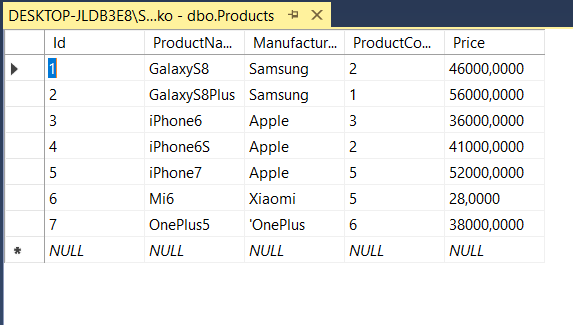 DESKTOP-JLDB3E8\S...ko - dbo.Products
Id ProductNa... Manufactur... ProductCo... Price
1 GalaxyS8 Samsung 2 46000,0000
2 GalaxyS8Plus Samsung 1 56000,0000
3 iPhone6 Apple 3 36000,0000
4 iPhone6S Apple 2 41000,0000
5 iPhone7 Apple 5 52000,0000
6 Mi6 Xiaomi 5 28,0000
7 OnePlus5 'OnePlus 6 38000,0000
NULL NULL NULL NULL NULL